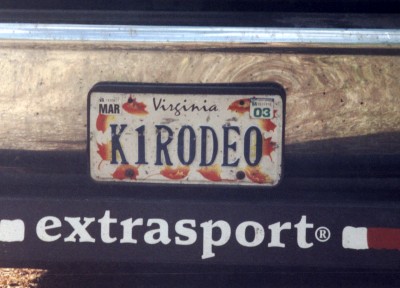 MAR Virginia 03
K1RODEO
extrasport®